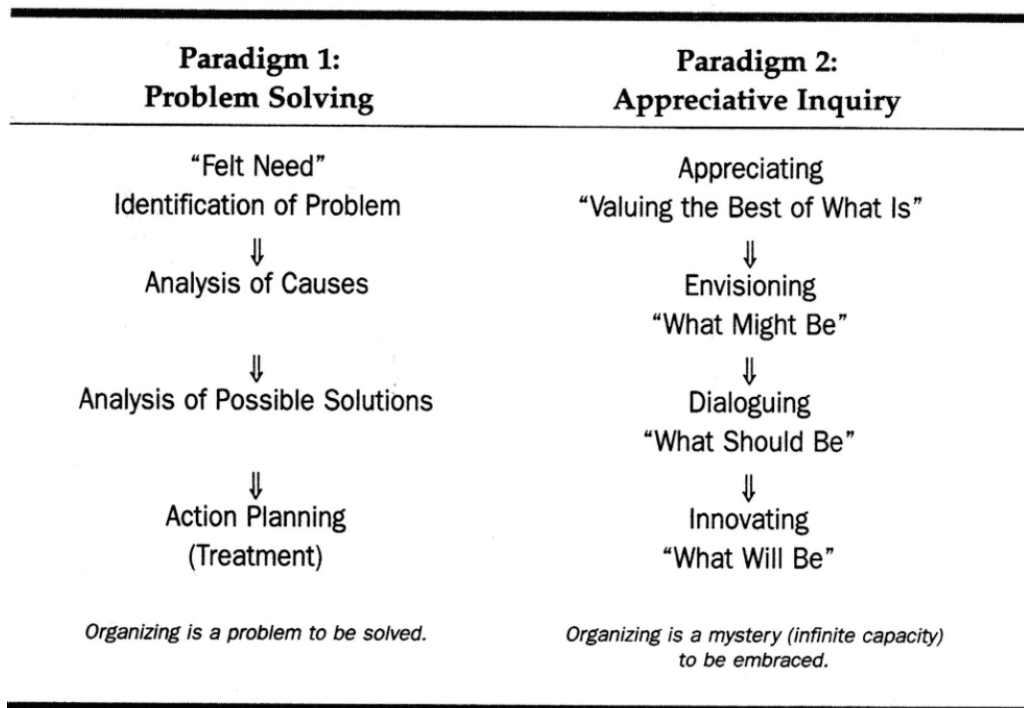 Paradigm 1:
Problem Solving
“Felt Need”
Identification of Problem
⇓
Analysis of Causes
⇓
Analysis of Possible Solutions
⇓
Action Planning
(Treatment)
Organizing is a problem to be solved.
Paradigm 2:
Appreciative Inquiry
Appreciating
“Valuing the Best of What Is”
⇓
Envisioning
“What Might Be”
⇓
Dialoguing
“What Should Be”
⇓
Innovating
“What Will Be”
Organizing is a mystery (infinite capacity)
to be embraced.